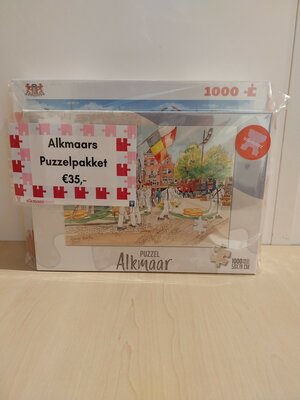 1000
Alkmaars
Puzzelpakket
€35,-
PUZZEL
Alkmaar
1000